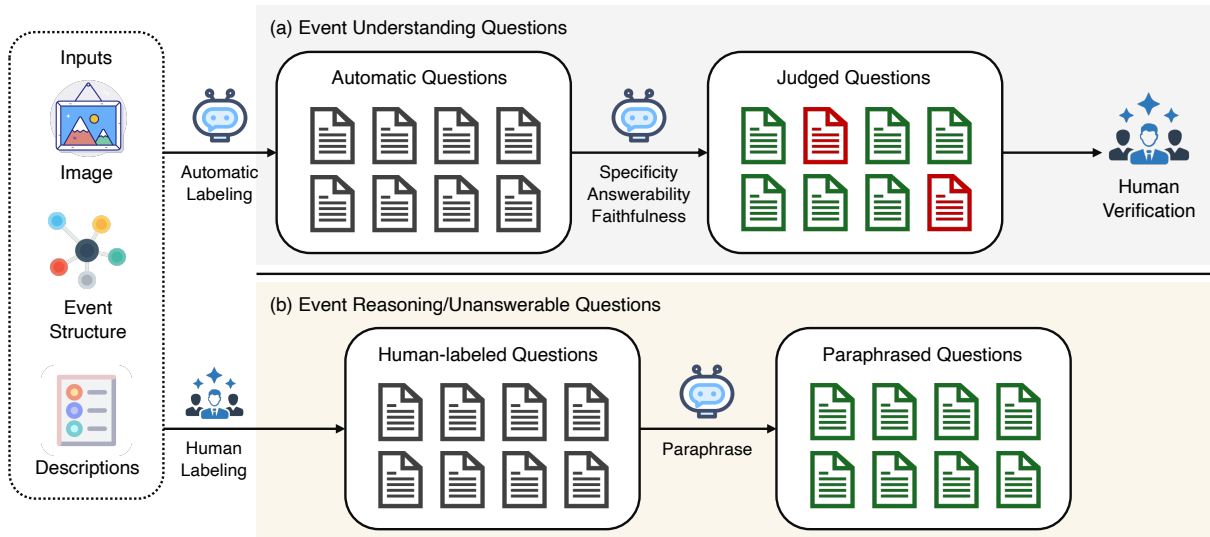 Inputs
Image
Event
Structure
Descriptions
(a) Event Understanding Questions
Automatic
Labeling
Automatic Questions
Specificity
Answerability
Faithfulness
Judged Questions
Human
Verification
(b) Event Reasoning/Unanswerable Questions
Human
Labeling
Human-labeled Questions
Paraphrase
Paraphrased Questions